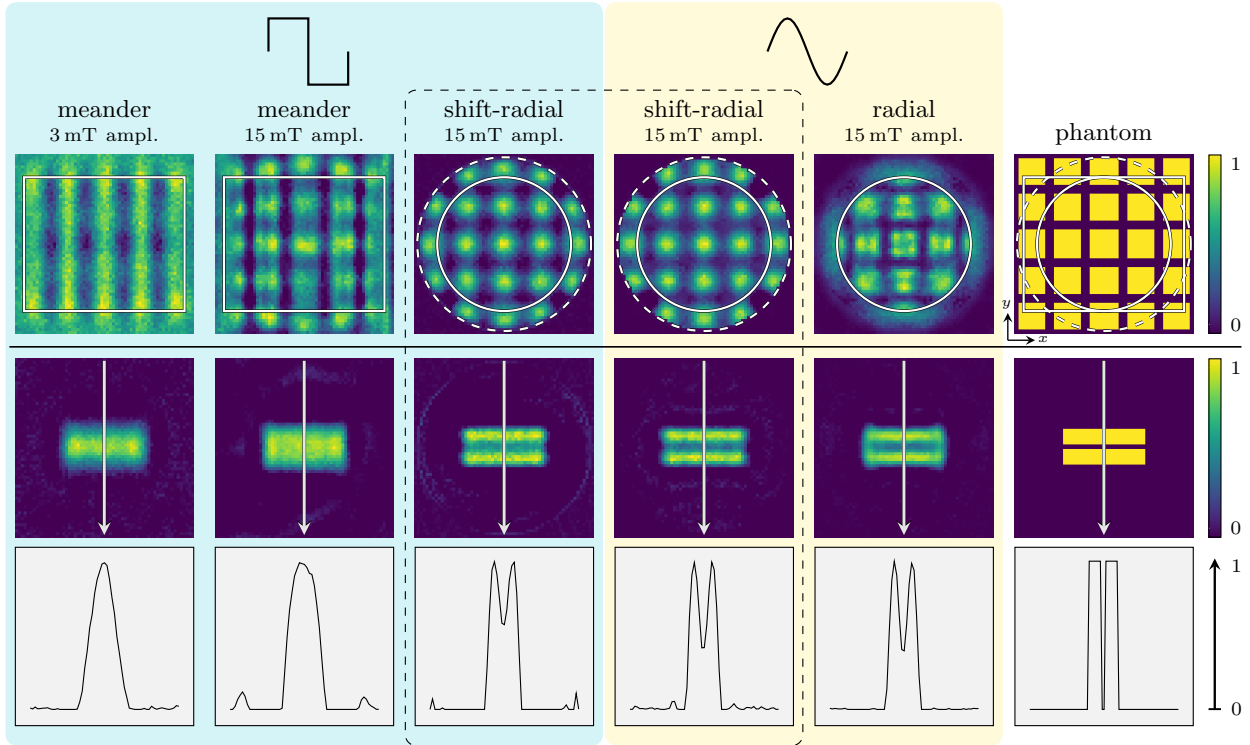 meander
3 mT ampl.
meander
15 mT ampl.
shift-radial
15 mT ampl.
shift-radial
15 mT ampl.
radial
15 mT ampl.
phantom
1
0
y
x
1
0
1
0